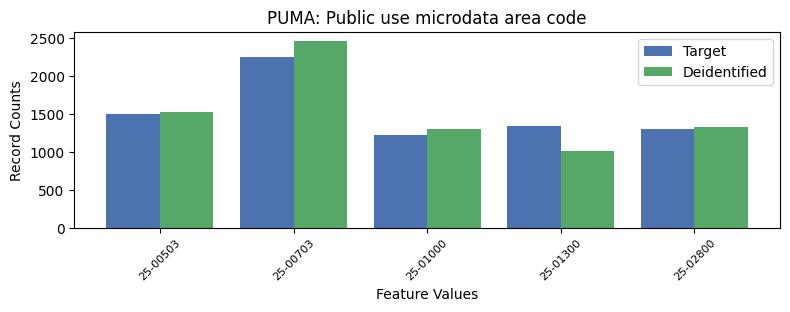 PUMA: Public use microdata area code
Target
Deidentified
Record Counts
2500
2000
1500
1000
500
0
25-00503
25-00703
25-01000
25-01300
25-02800
Feature Values